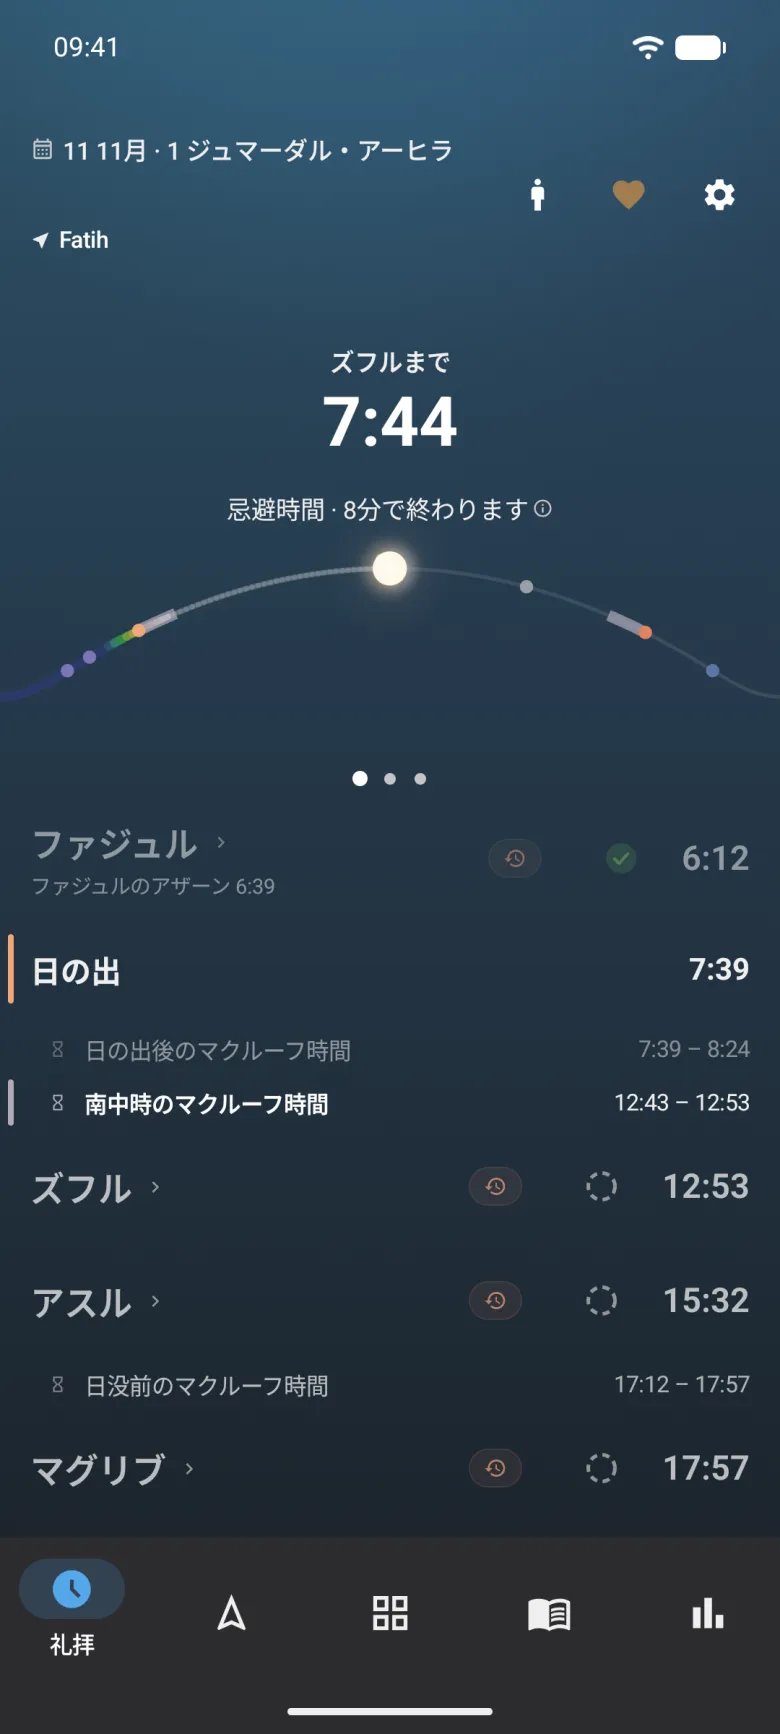 09:41
11 11月 · 1 ジュマーダル・アーヒラ
Fatih
ズフルまで
7:44
忌避時間 · 8分で終わります
ファジュル
6:12
ファジュルのアザーン 6:39
日の出
7:39
日の出後のマクルーフ時間
7:39 – 8:24
南中時のマクルーフ時間
12:43 – 12:53
ズフル
12:53
アスル
15:32
日没前のマクルーフ時間
17:12 – 17:57
マグリブ
17:57
礼拝